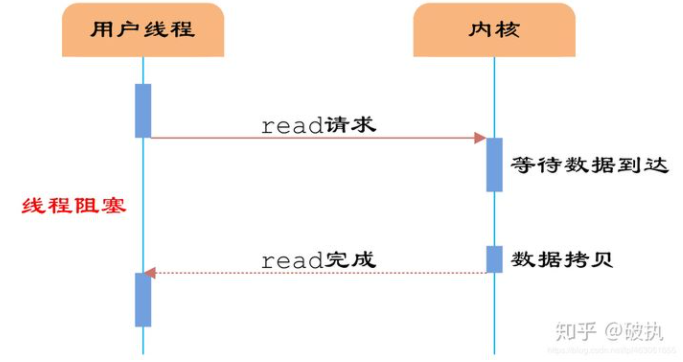 用户线程
内核
read请求
等待数据到达
线程阻塞
read完成
数据拷贝
知乎 @破执